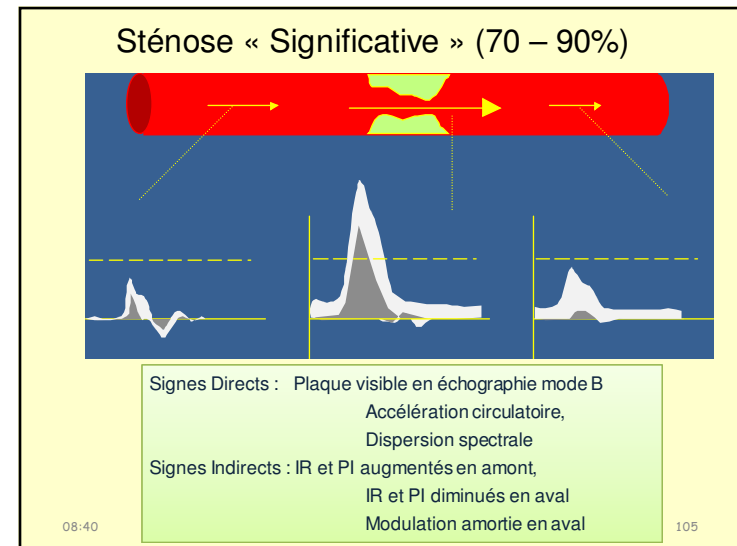 Sténose « Significative » (70 – 90%)
Signes Directs : Plaque visible en échographie mode B
Accélération circulatoire,
Dispersion spectrale
Signes Indirects : IR et PI augmentés en amont,
IR et PI diminués en aval
Modulation amortie en aval
08:40
105